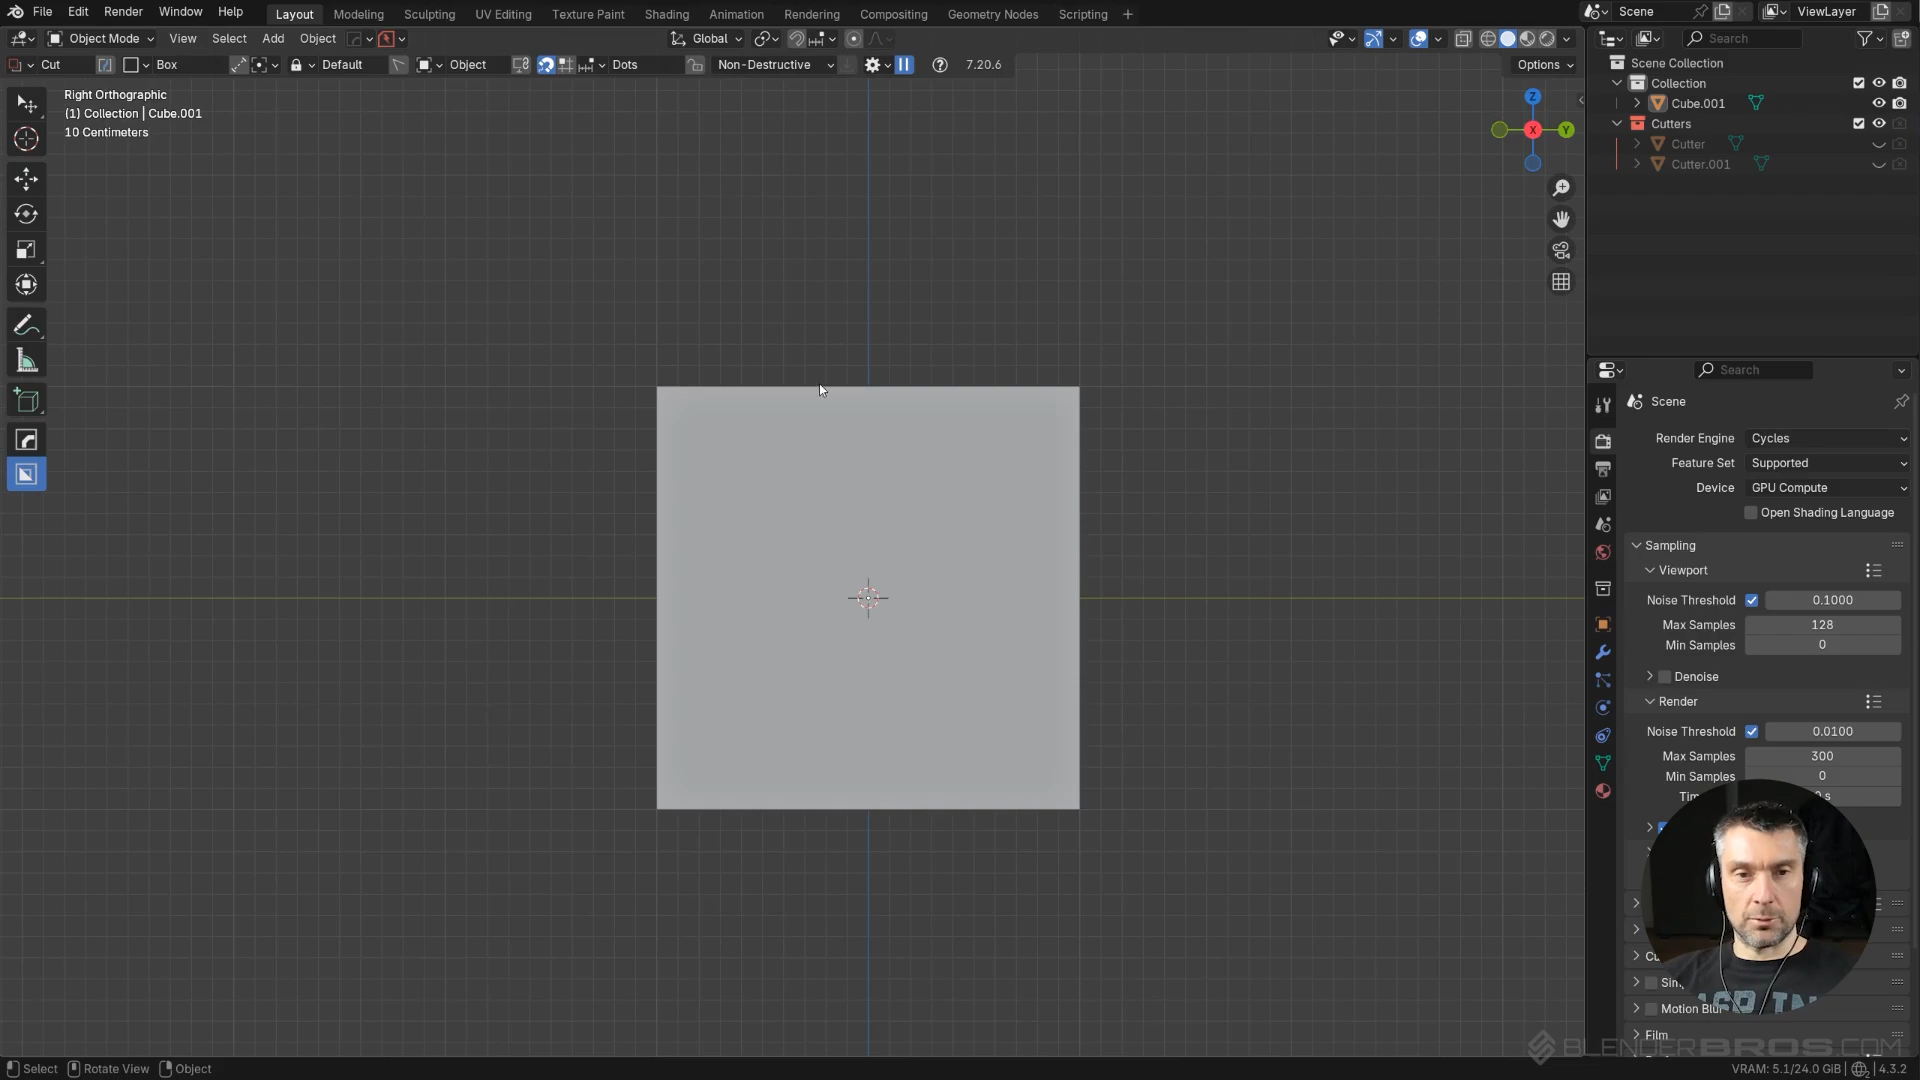 File Edit Render Window Help Layout Modeling Sculpting UV Editing Texture Paint Shading Animation Rendering Compositing Geometry Nodes Scripting Scene ViewLayer
Object Mode View Select Add Object Global Search
Cut Box Default Object Dots Non-Destructive 7.20.6 Options
Right Orthographic
(1) Collection | Cube.001
10 Centimeters
Z
X
Y
Scene Collection
Collection
Cube.001
Cutters
Cutter
Cutter.001
Search
Scene
Render Engine Cycles
Feature Set Supported
Device GPU Compute
Open Shading Language
Sampling
Viewport
Noise Threshold 0.1000
Max Samples 128
Min Samples 0
Denoise
Render
Noise Threshold 0.0100
Max Samples 300
Min Samples 0
Motion Blur
Film
BLENDERBROS.COM
Select Rotate View Object VRAM: 5.1/24.0 GiB 4.3.2